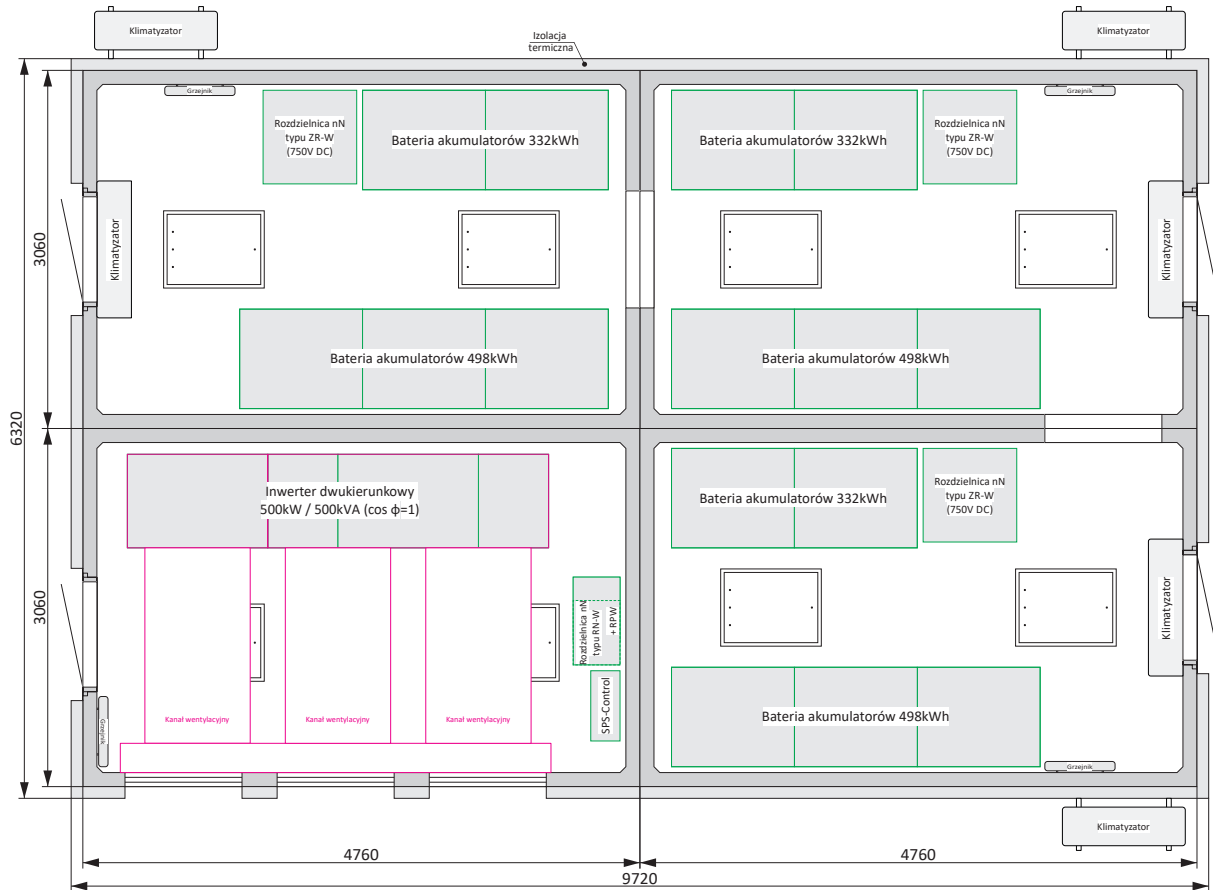 Klimatyzator
Klimatyzator
Izolacja
termiczna
Grzejnik
Grzejnik
Rozdzielnica nN
typu ZR-W
(750V DC)
Bateria akumulatorów 332kWh
Bateria akumulatorów 332kWh
Rozdzielnica nN
typu ZR-W
(750V DC)
3060
Klimatyzator
Klimatyzator
Bateria akumulatorów 498kWh
Bateria akumulatorów 498kWh
6320
Inwerter dwukierunkowy
500kW / 500kVA (cos ф=1)
Bateria akumulatorów 332kWh
Rozdzielnica nN
typu ZR-W
(750V DC)
3060
Rozdzielnica nN
typu RN-W
+ RPW
Klimatyzator
SPS-Control
Grzejnik
Kanał wentylacyjny
Kanał wentylacyjny
Kanał wentylacyjny
Bateria akumulatorów 498kWh
Grzejnik
Klimatyzator
4760
4760
9720